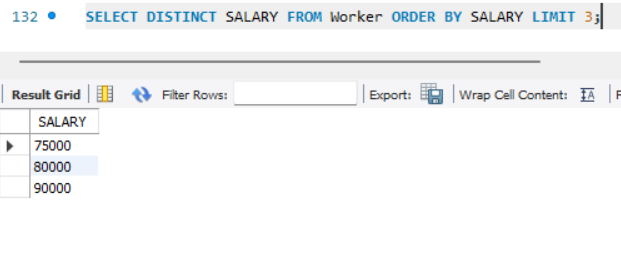 132 SELECT DISTINCT SALARY FROM Worker ORDER BY SALARY LIMIT 3;
Result Grid Filter Rows: Export: Wrap Cell Content: IA F
SALARY
75000
80000
90000